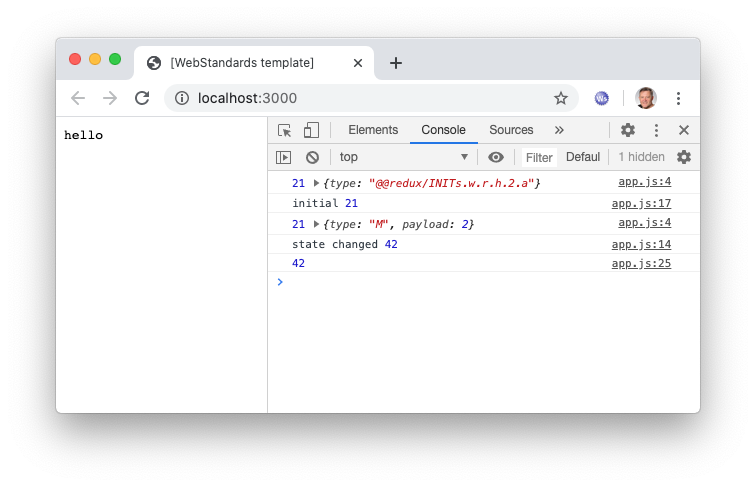 [WebStandards template]
localhost:3000
Ws
hello
Elements Console Sources »
top Filter Defaul 1 hidden
21 {type: "@@redux/INITs.w.r.h.2.a"} app.js:4
initial 21 app.js:17
21 {type: "M", payload: 2} app.js:4
state changed 42 app.js:14
42 app.js:25